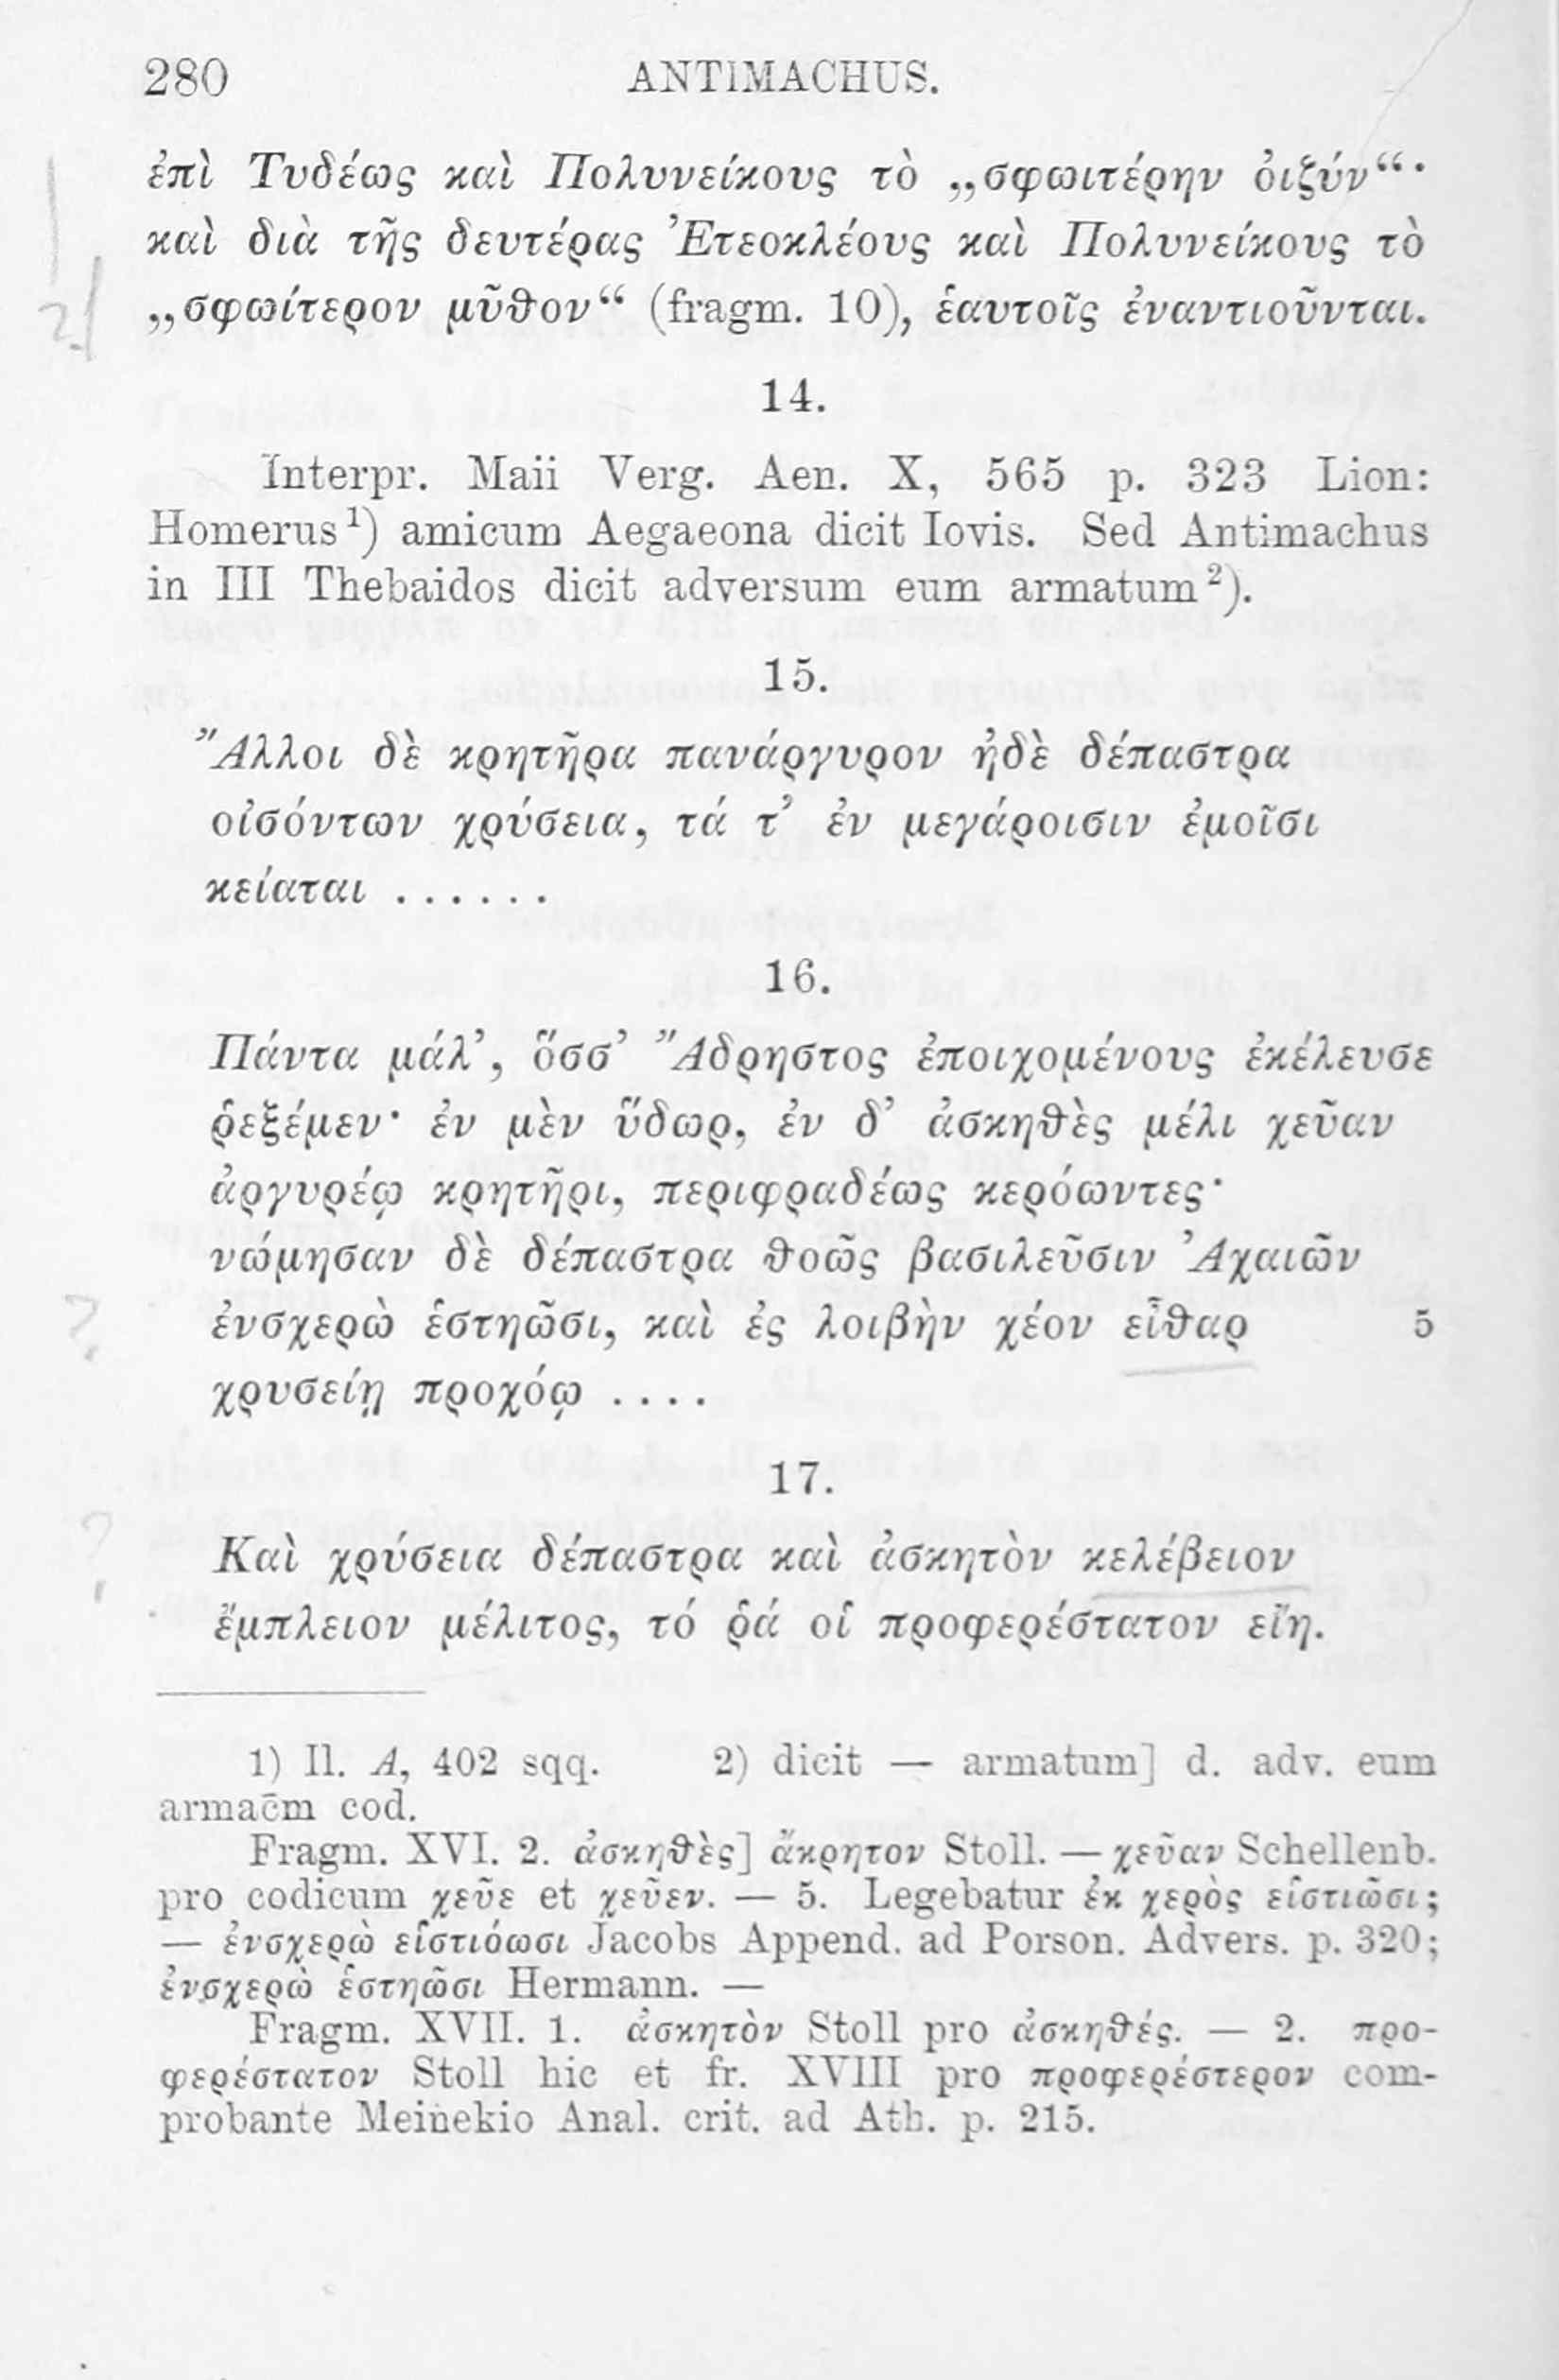 280 ANTIMACHUS.
ἐπὶ Τυδέως καὶ Πολυνείκους τὸ „σφωιτέρην ὀιζύν“·
καὶ διὰ τῆς δευτέρας Ἐτεοκλέους καὶ Πολυνείκους τὸ
„σφωίτερον μῦθον“ (fragm. 10), ἑαυτοῖς ἐναντιοῦνται.
14.
Interpr. Maii Verg. Aen. X, 565 p. 323 Lion:
Homerus¹) amicum Aegaeona dicit Iovis. Sed Antimachus
in III Thebaidos dicit adversum eum armatum²).
15.
Ἄλλοι δὲ κρητῆρα πανάργυρον ἠδὲ δέπαστρα
οἰσόντων χρύσεια, τά τ’ ἐν μεγάροισιν ἐμοῖσι
κείαται ......
16.
Πάντα μάλ’, ὅσσ’ Ἄδρηστος ἐποιχομένους ἐκέλευσε
ῥεξέμεν· ἐν μὲν ὕδωρ, ἐν δ’ ἀσκηθὲς μέλι χεῦαν
ἀργυρέῳ κρητῆρι, περιφραδέως κερόωντες·
νώμησαν δὲ δέπαστρα θοῶς βασιλεῦσιν Ἀχαιῶν
ἐνσχερὼ ἑστηῶσι, καὶ ἐς λοιβὴν χέον εἶθαρ 5
χρυσείῃ προχόῳ ....
17.
Καὶ χρύσεια δέπαστρα καὶ ἀσκητὸν κελέβειον
ἔμπλειον μέλιτος, τό ῥά οἱ προφερέστατον εἴη.
1) Il. Α, 402 sqq. 2) dicit — armatum] d. adv. eum
armac̄m cod.
Fragm. XVI. 2. ἀσκηθὲς] ἄκρητον Stoll. — χεῦαν Schellenb.
pro codicum χεῦε et χεῦεν. — 5. Legebatur ἐκ χερὸς εἱστιῶσι;
— ἐνσχερὼ εἱστιόωσι Jacobs Append. ad Porson. Advers. p. 320;
ἐνσχερὼ ἑστηῶσι Hermann. —
Fragm. XVII. 1. ἀσκητὸν Stoll pro ἀσκηθές. — 2. προ-
φερέστατον Stoll hic et fr. XVIII pro προφερέστερον com-
probante Meinekio Anal. crit. ad Ath. p. 215.